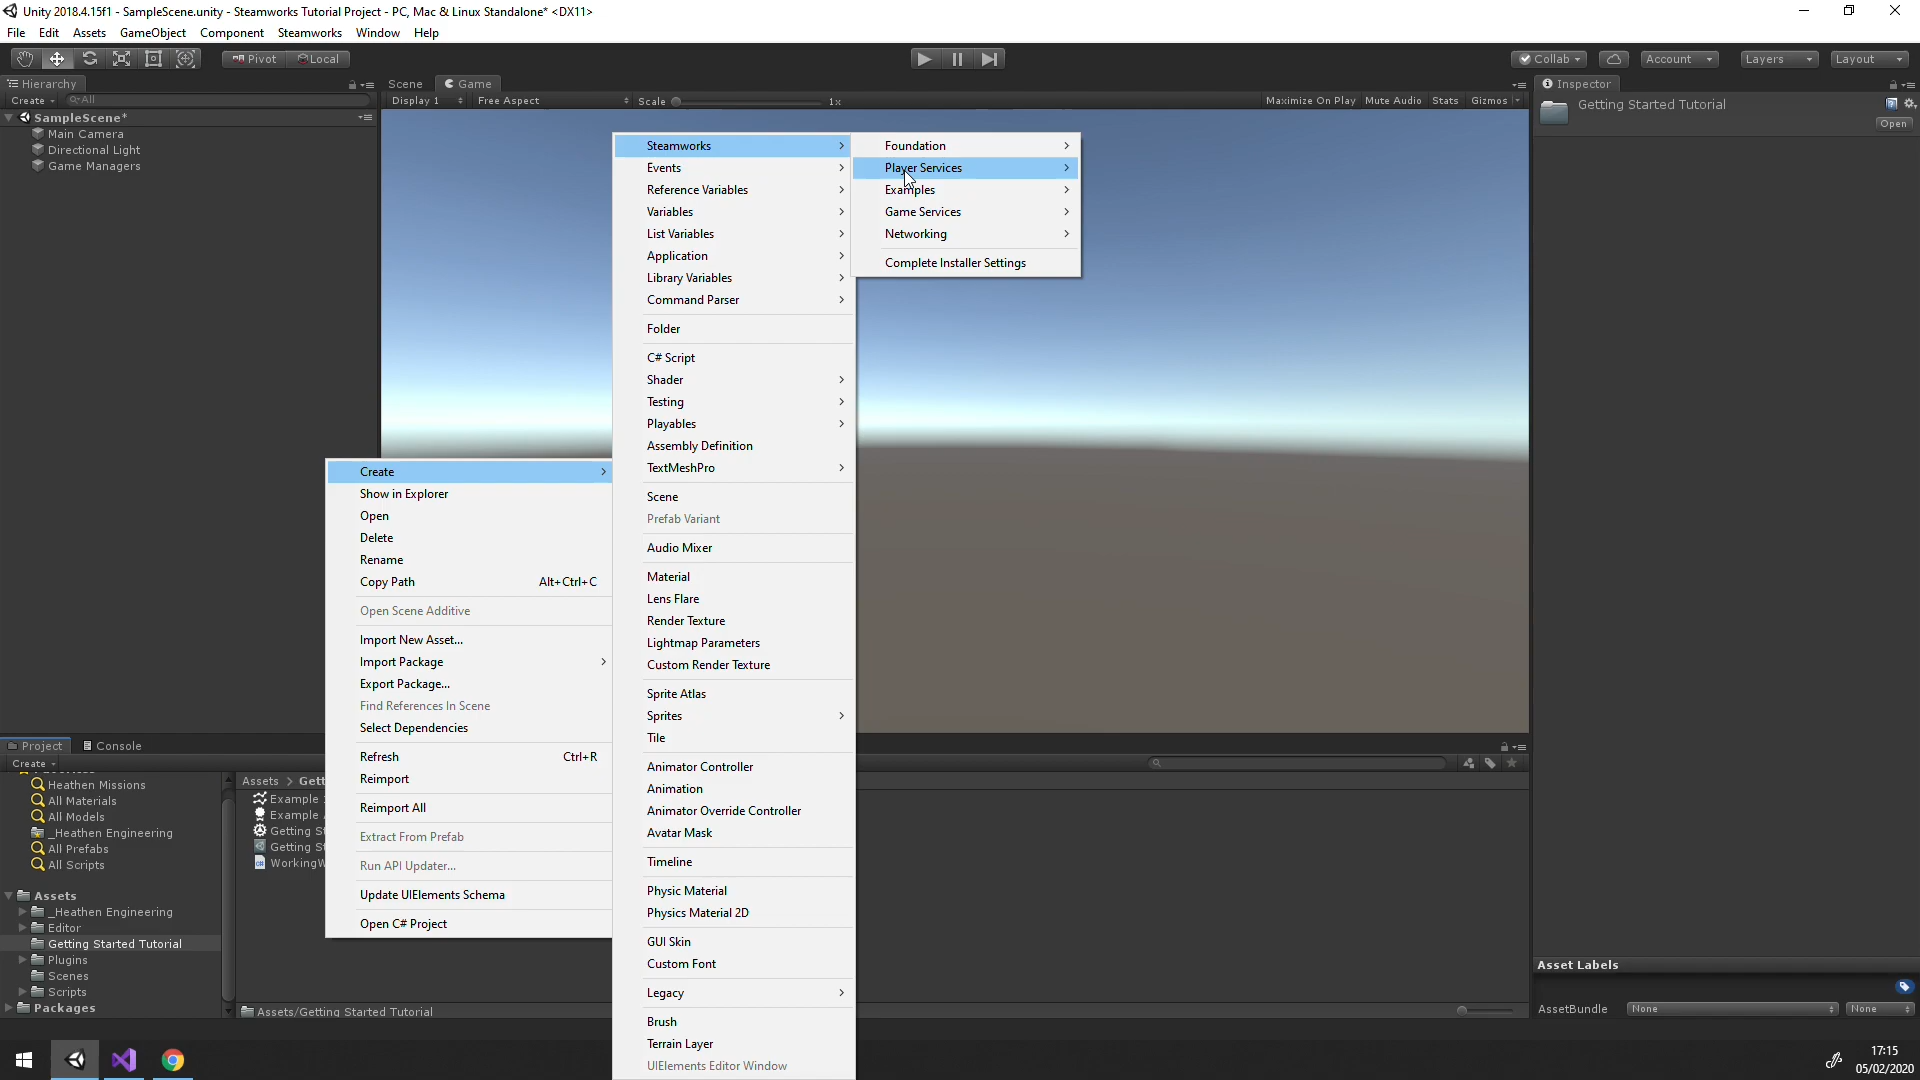 Unity 2018.4.15f1 - SampleScene.unity - Steamworks Tutorial Project - PC, Mac & Linux Standalone* <DX11>
File Edit Assets GameObject Component Steamworks Window Help
Pivot Local Collab Account Layers Layout
Hierarchy
Create All
SampleScene*
Main Camera
Directional Light
Game Managers
Scene Game
Display 1 Free Aspect Scale 1x Maximize On Play Mute Audio Stats Gizmos
Inspector
Getting Started Tutorial
Open
Steamworks
Events
Reference Variables
Variables
List Variables
Application
Library Variables
Command Parser
Folder
C# Script
Shader
Testing
Playables
Assembly Definition
TextMeshPro
Scene
Prefab Variant
Audio Mixer
Material
Lens Flare
Render Texture
Lightmap Parameters
Custom Render Texture
Sprite Atlas
Sprites
Tile
Animator Controller
Animation
Animator Override Controller
Avatar Mask
Timeline
Physic Material
Physics Material 2D
GUI Skin
Custom Font
Legacy
Brush
Terrain Layer
UIElements Editor Window
Foundation
Player Services
Examples
Game Services
Networking
Complete Installer Settings
Create
Show in Explorer
Open
Delete
Rename
Copy Path Alt+Ctrl+C
Open Scene Additive
Import New Asset...
Import Package
Export Package...
Find References In Scene
Select Dependencies
Refresh Ctrl+R
Reimport
Reimport All
Extract From Prefab
Run API Updater...
Update UIElements Schema
Open C# Project
Project Console
Create
Heathen Missions
All Materials
All Models
_Heathen Engineering
All Prefabs
All Scripts
Assets
_Heathen Engineering
Editor
Getting Started Tutorial
Plugins
Scenes
Scripts
Packages
Assets > Gett
Example
Example
Getting St
Getting St
WorkingW
Assets/Getting Started Tutorial
Asset Labels
AssetBundle None None
17:15
05/02/2020